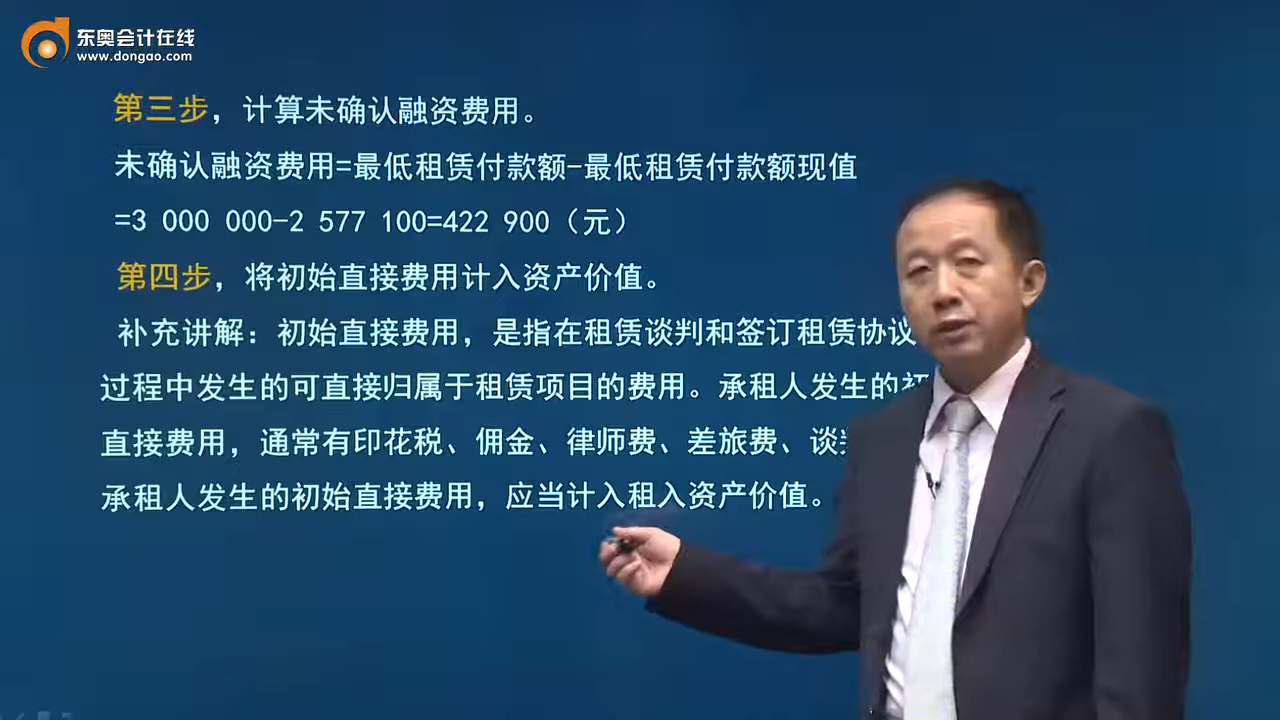 东奥会计在线
www.dongao.com
第三步，计算未确认融资费用。
未确认融资费用=最低租赁付款额-最低租赁付款额现值
=3 000 000-2 577 100=422 900（元）
第四步，将初始直接费用计入资产价值。
补充讲解：初始直接费用，是指在租赁谈判和签订租赁协议
过程中发生的可直接归属于租赁项目的费用。承租人发生的初
直接费用，通常有印花税、佣金、律师费、差旅费、谈判
承租人发生的初始直接费用，应当计入租入资产价值。